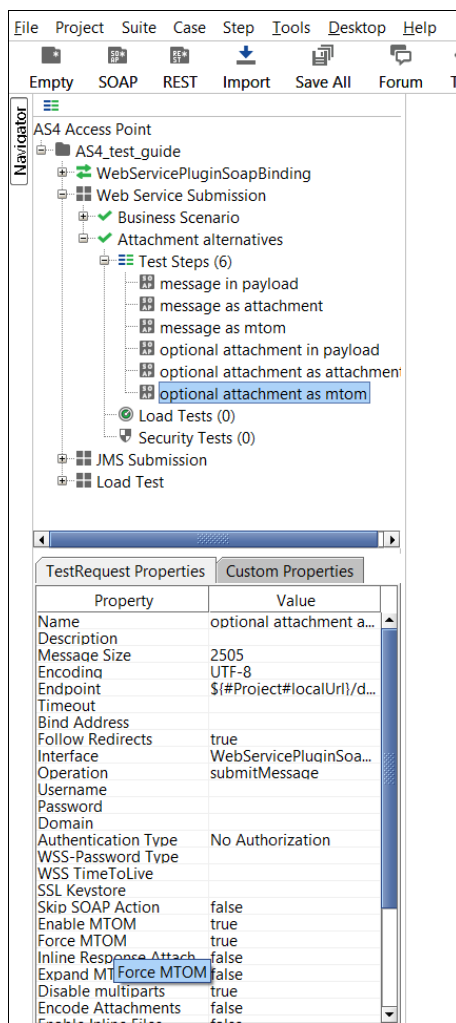 File Project Suite Case Step Tools Desktop Help
Empty SOAP REST Import Save All Forum T
Navigator
AS4 Access Point
AS4_test_guide
WebServicePluginSoapBinding
Web Service Submission
Business Scenario
Attachment alternatives
Test Steps (6)
message in payload
message as attachment
message as mtom
optional attachment in payload
optional attachment as attachment
optional attachment as mtom
Load Tests (0)
Security Tests (0)
JMS Submission
Load Test
TestRequest Properties Custom Properties
Property Value
Name optional attachment a...
Description
Message Size 2505
Encoding UTF-8
Endpoint ${#Project#localUrl}/d...
Timeout
Bind Address
Follow Redirects true
Interface WebServicePluginSoa...
Operation submitMessage
Username
Password
Domain
Authentication Type No Authorization
WSS-Password Type
WSS TimeToLive
SSL Keystore
Skip SOAP Action false
Enable MTOM true
Force MTOM true
Inline Response Attach false
Expand MT false
Force MTOM
Disable multiparts true
Encode Attachments false
Enable Inline Files false